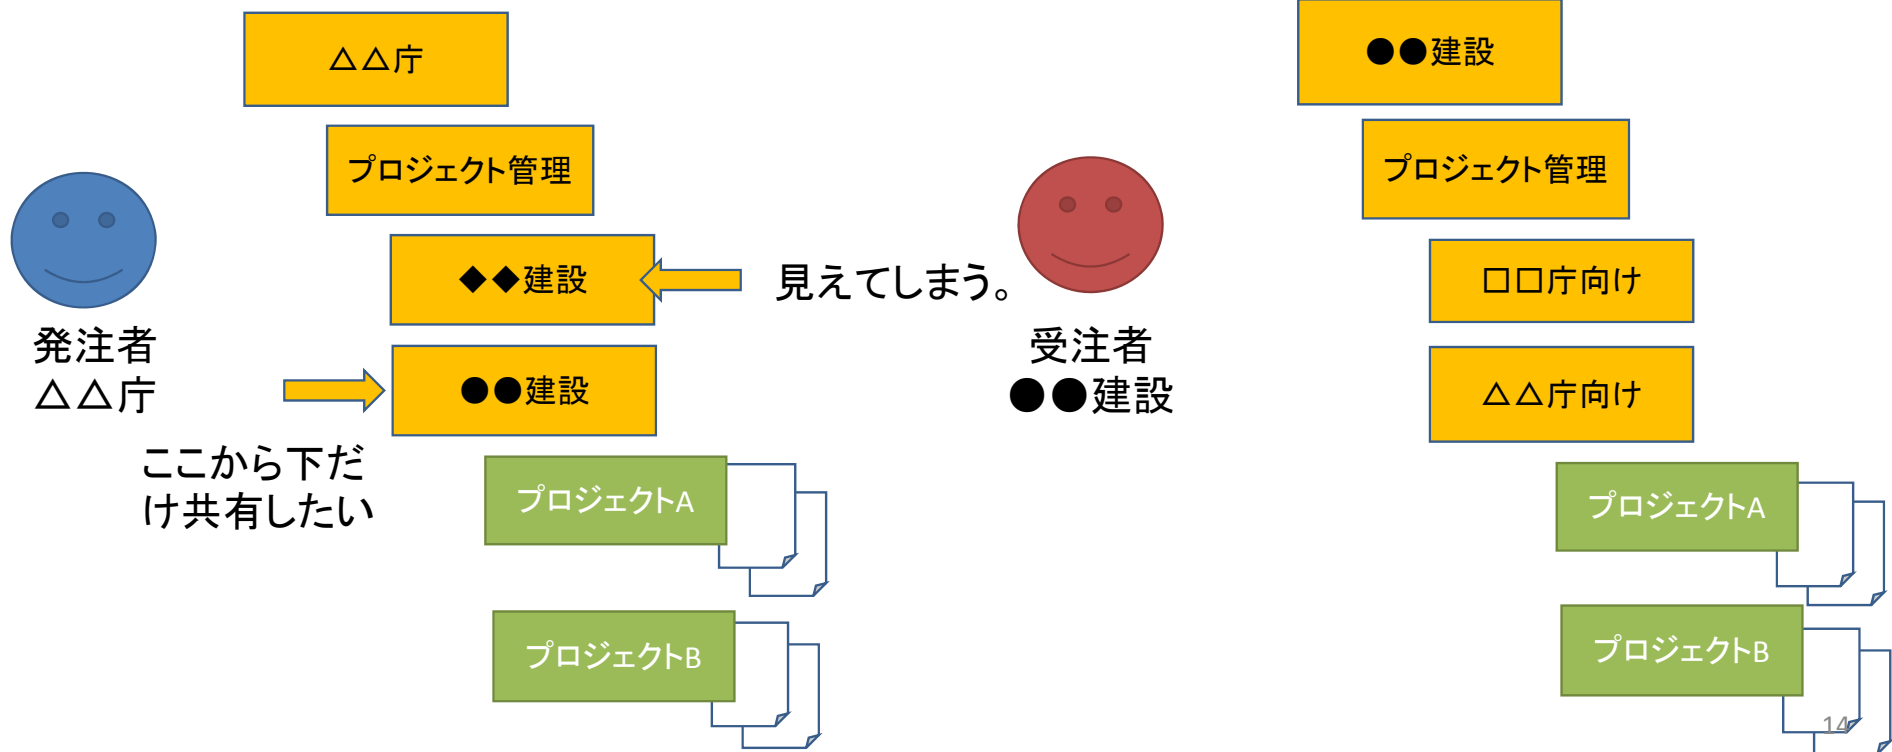 △△庁
プロジェクト管理
◆◆建設
●●建設
プロジェクトA
プロジェクトB
発注者
△△庁
ここから下だ
け共有したい
見えてしまう。
受注者
●●建設
●●建設
プロジェクト管理
□□庁向け
△△庁向け
プロジェクトA
プロジェクトB
14